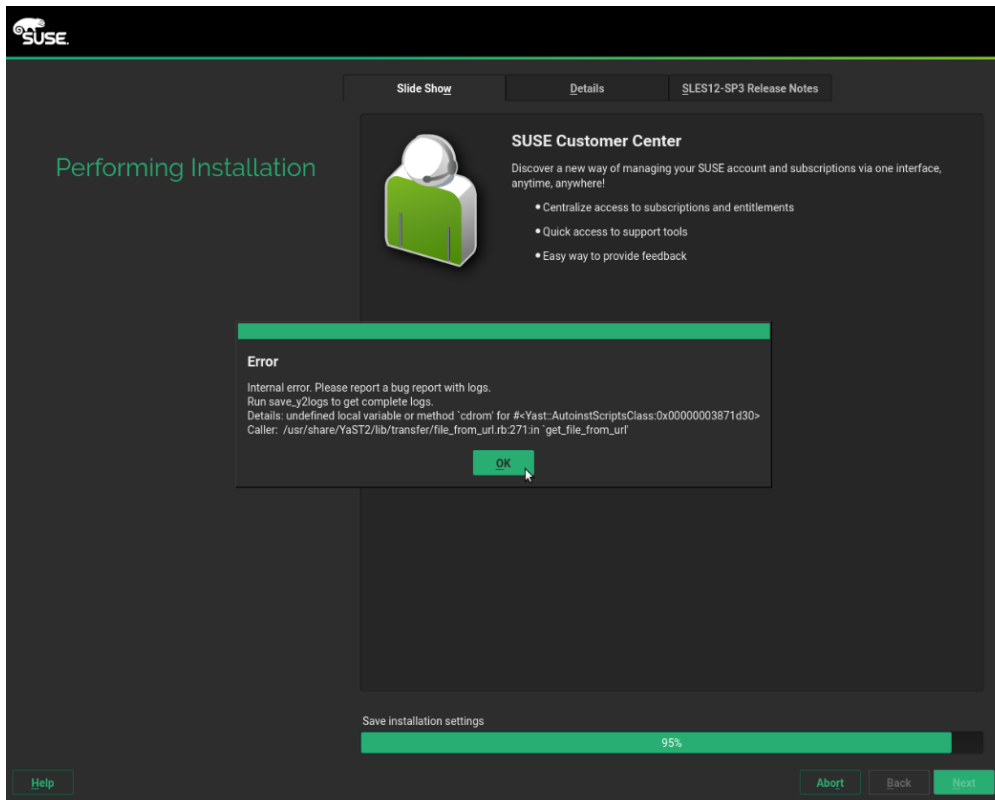 SUSE.
Slide Show
Details
SLES12-SP3 Release Notes
Performing Installation
SUSE Customer Center
Discover a new way of managing your SUSE account and subscriptions via one interface,
anytime, anywhere!
• Centralize access to subscriptions and entitlements
• Quick access to support tools
• Easy way to provide feedback
Error
Internal error. Please report a bug report with logs.
Run save_y2logs to get complete logs.
Details: undefined local variable or method `cdrom' for #<Yast::AutoinstScriptsClass:0x00000003871d30>
Caller: /usr/share/YaST2/lib/transfer/file_from_url.rb:271:in `get_file_from_url'
OK
Save installation settings
95%
Help
Abort
Back
Next